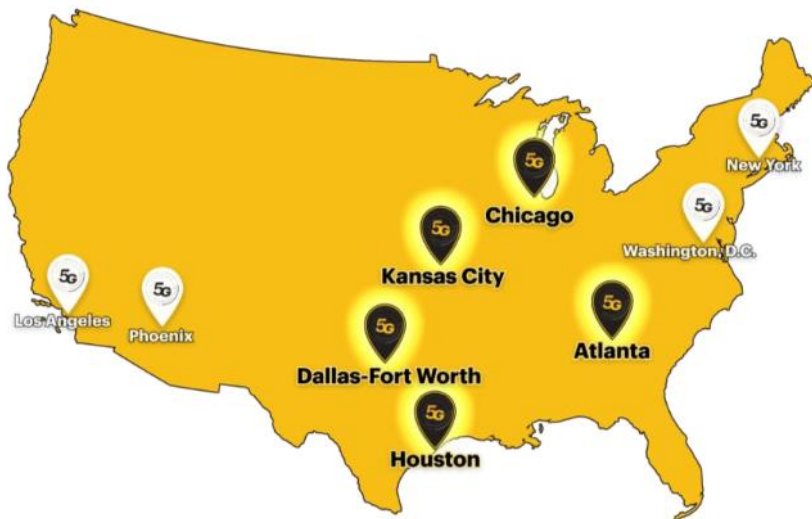 5G
New York
5G
Chicago
5G
Washington, D.C.
5G
Kansas City
5G
Los Angeles
5G
Phoenix
5G
Atlanta
5G
Dallas-Fort Worth
5G
Houston